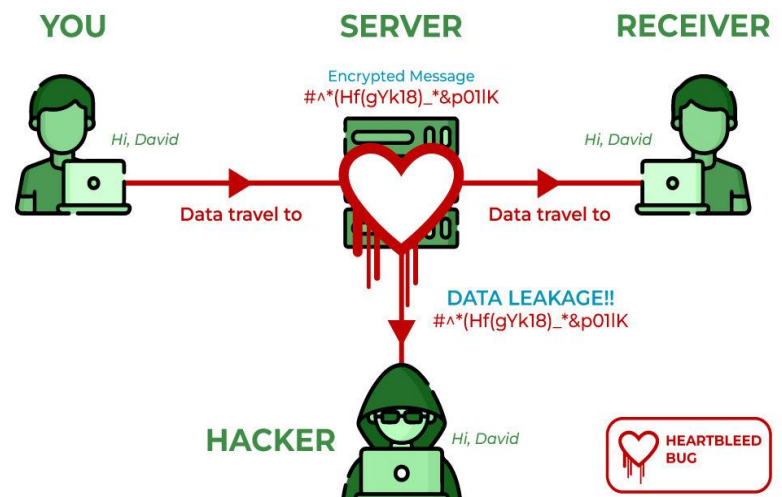 YOU
SERVER
RECEIVER
Encrypted Message
#^*(Hf(gYk18)_*&p01lK
Hi, David
Hi, David
Data travel to
Data travel to
DATA LEAKAGE!!
#^*(Hf(gYk18)_*&p01lK
HACKER
Hi, David
HEARTBLEED
BUG